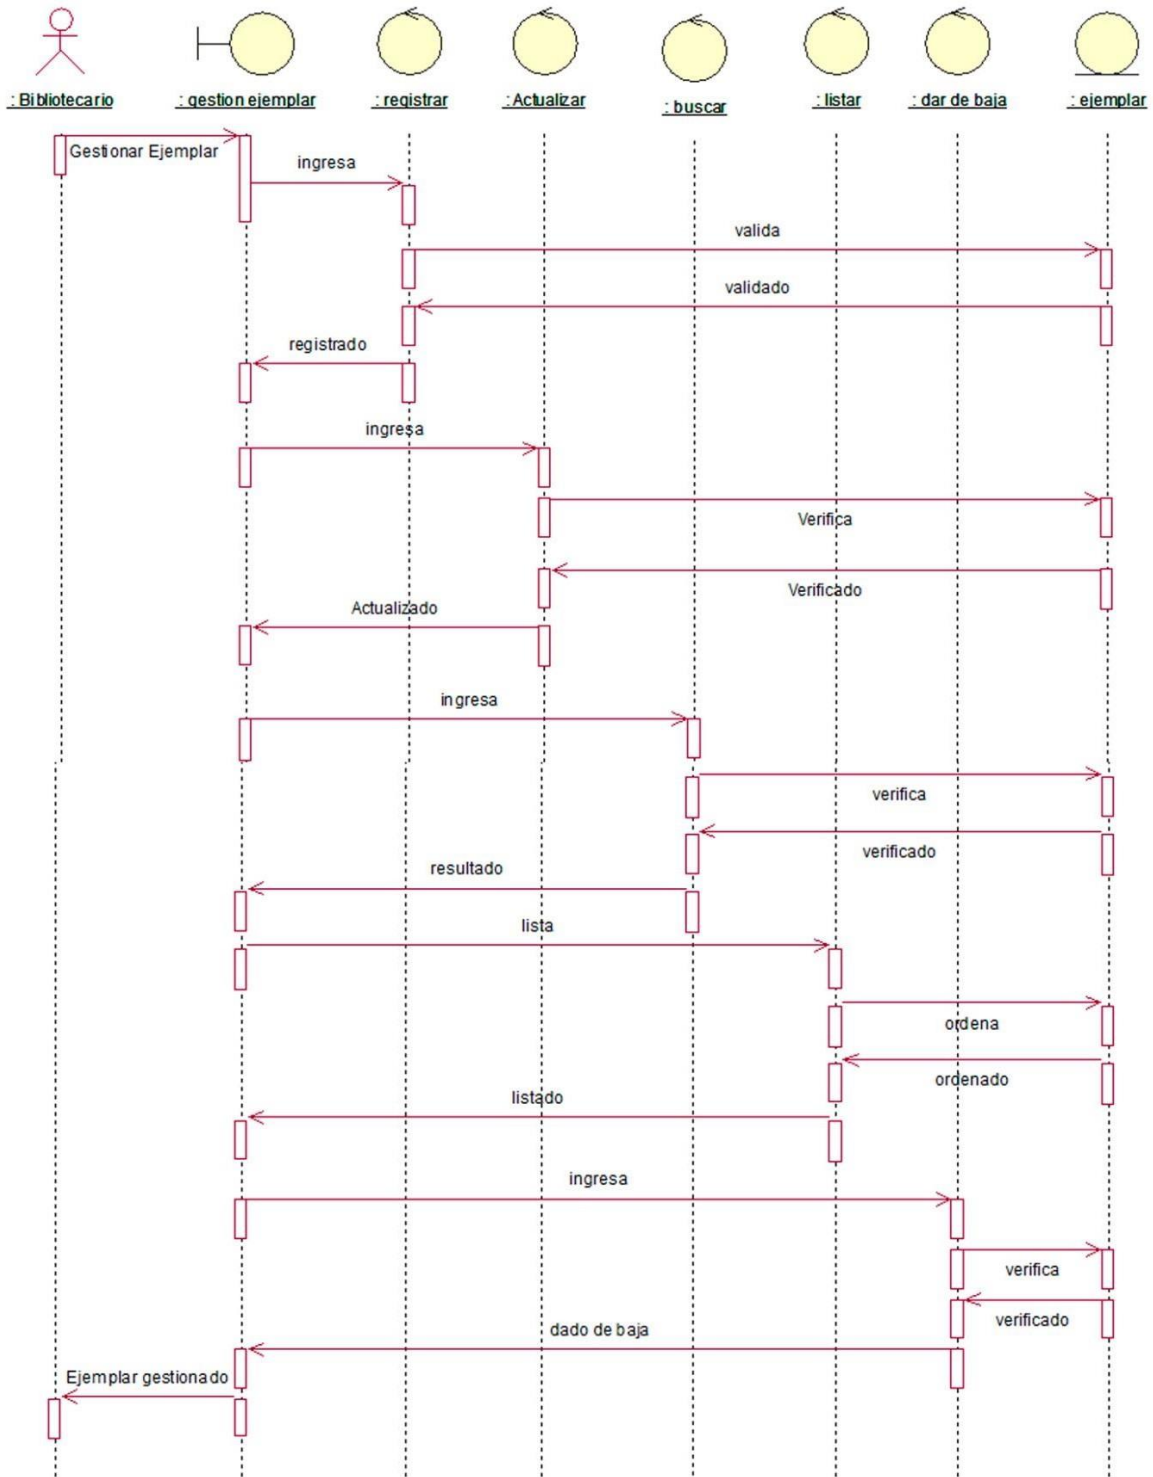 : Bibliotecario
: gestion ejemplar
: registrar
: Actualizar
: buscar
: listar
: dar de baja
: ejemplar
Gestionar Ejemplar
ingresa
valida
validado
registrado
ingresa
Verifica
Verificado
Actualizado
ingresa
verifica
verificado
resultado
lista
ordena
ordenado
listado
ingresa
verifica
verificado
dado de baja
Ejemplar gestionado